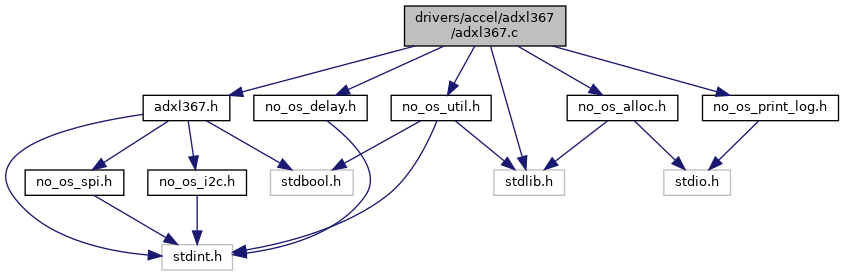 drivers/accel/adxl367
/adxl367.c
adxl367.h
no_os_delay.h
no_os_util.h
no_os_alloc.h
no_os_print_log.h
no_os_spi.h
no_os_i2c.h
stdbool.h
stdlib.h
stdio.h
stdint.h